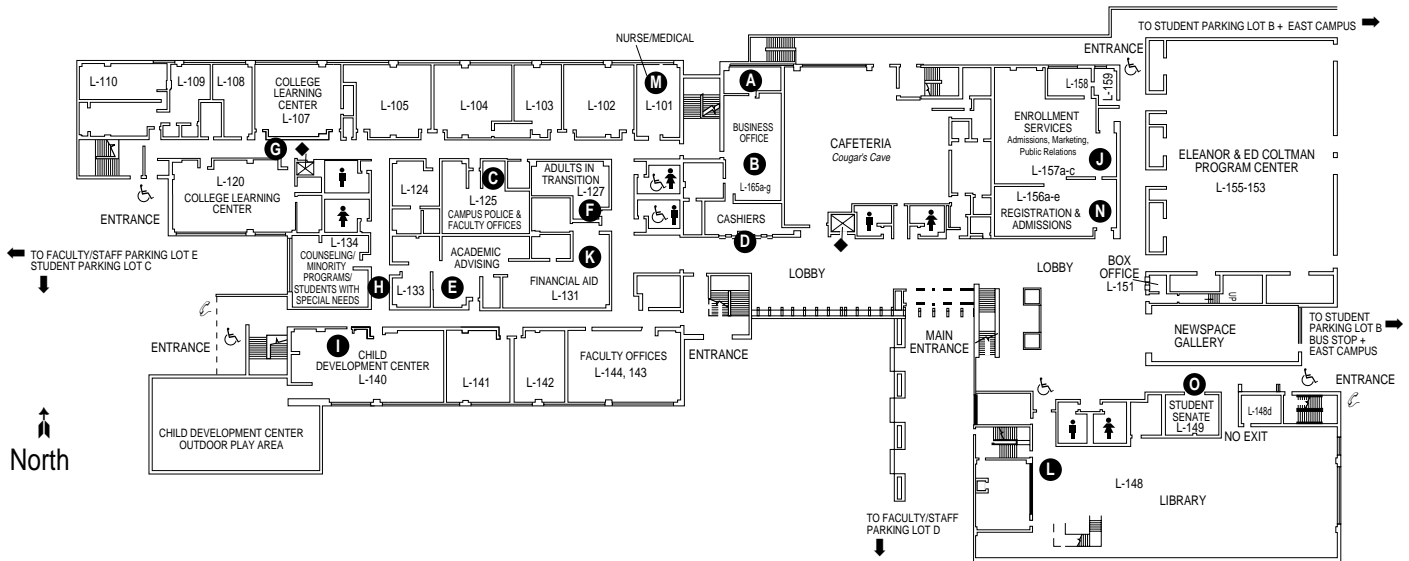 TO STUDENT PARKING LOT B + EAST CAMPUS
NURSE/MEDICAL
ENTRANCE
L-110
L-109
L-108
COLLEGE
LEARNING
CENTER
L-107
L-105
L-104
L-103
L-102
M
L-101
A
BUSINESS
OFFICE
B
L-165a-g
CAFETERIA
Cougar's Cave
L-158
L-159
ENROLLMENT
SERVICES
Admissions, Marketing,
Public Relations
J
L-157a-c
L-156a-e
REGISTRATION &
ADMISSIONS
N
ELEANOR & ED COLTMAN
PROGRAM CENTER
L-155-153
G
L-120
COLLEGE LEARNING
CENTER
ENTRANCE
L-124
C
L-125
CAMPUS POLICE &
FACULTY OFFICES
ADULTS IN
TRANSITION
L-127
F
CASHIERS
D
TO FACULTY/STAFF PARKING LOT E
STUDENT PARKING LOT C
L-134
COUNSELING/
MINORITY
PROGRAMS/
STUDENTS WITH
SPECIAL NEEDS
H
L-133
ACADEMIC
ADVISING
E
K
FINANCIAL AID
L-131
LOBBY
LOBBY
BOX
OFFICE
L-151
UP
ENTRANCE
I
CHILD
DEVELOPMENT CENTER
L-140
L-141
L-142
FACULTY OFFICES
L-144, 143
ENTRANCE
MAIN
ENTRANCE
NEWSPACE
GALLERY
TO STUDENT
PARKING LOT B
BUS STOP +
EAST CAMPUS
ENTRANCE
O
STUDENT
SENATE
L-149
L-148d
NO EXIT
CHILD DEVELOPMENT CENTER
OUTDOOR PLAY AREA
North
L
L-148
LIBRARY
TO FACULTY/STAFF
PARKING LOT D